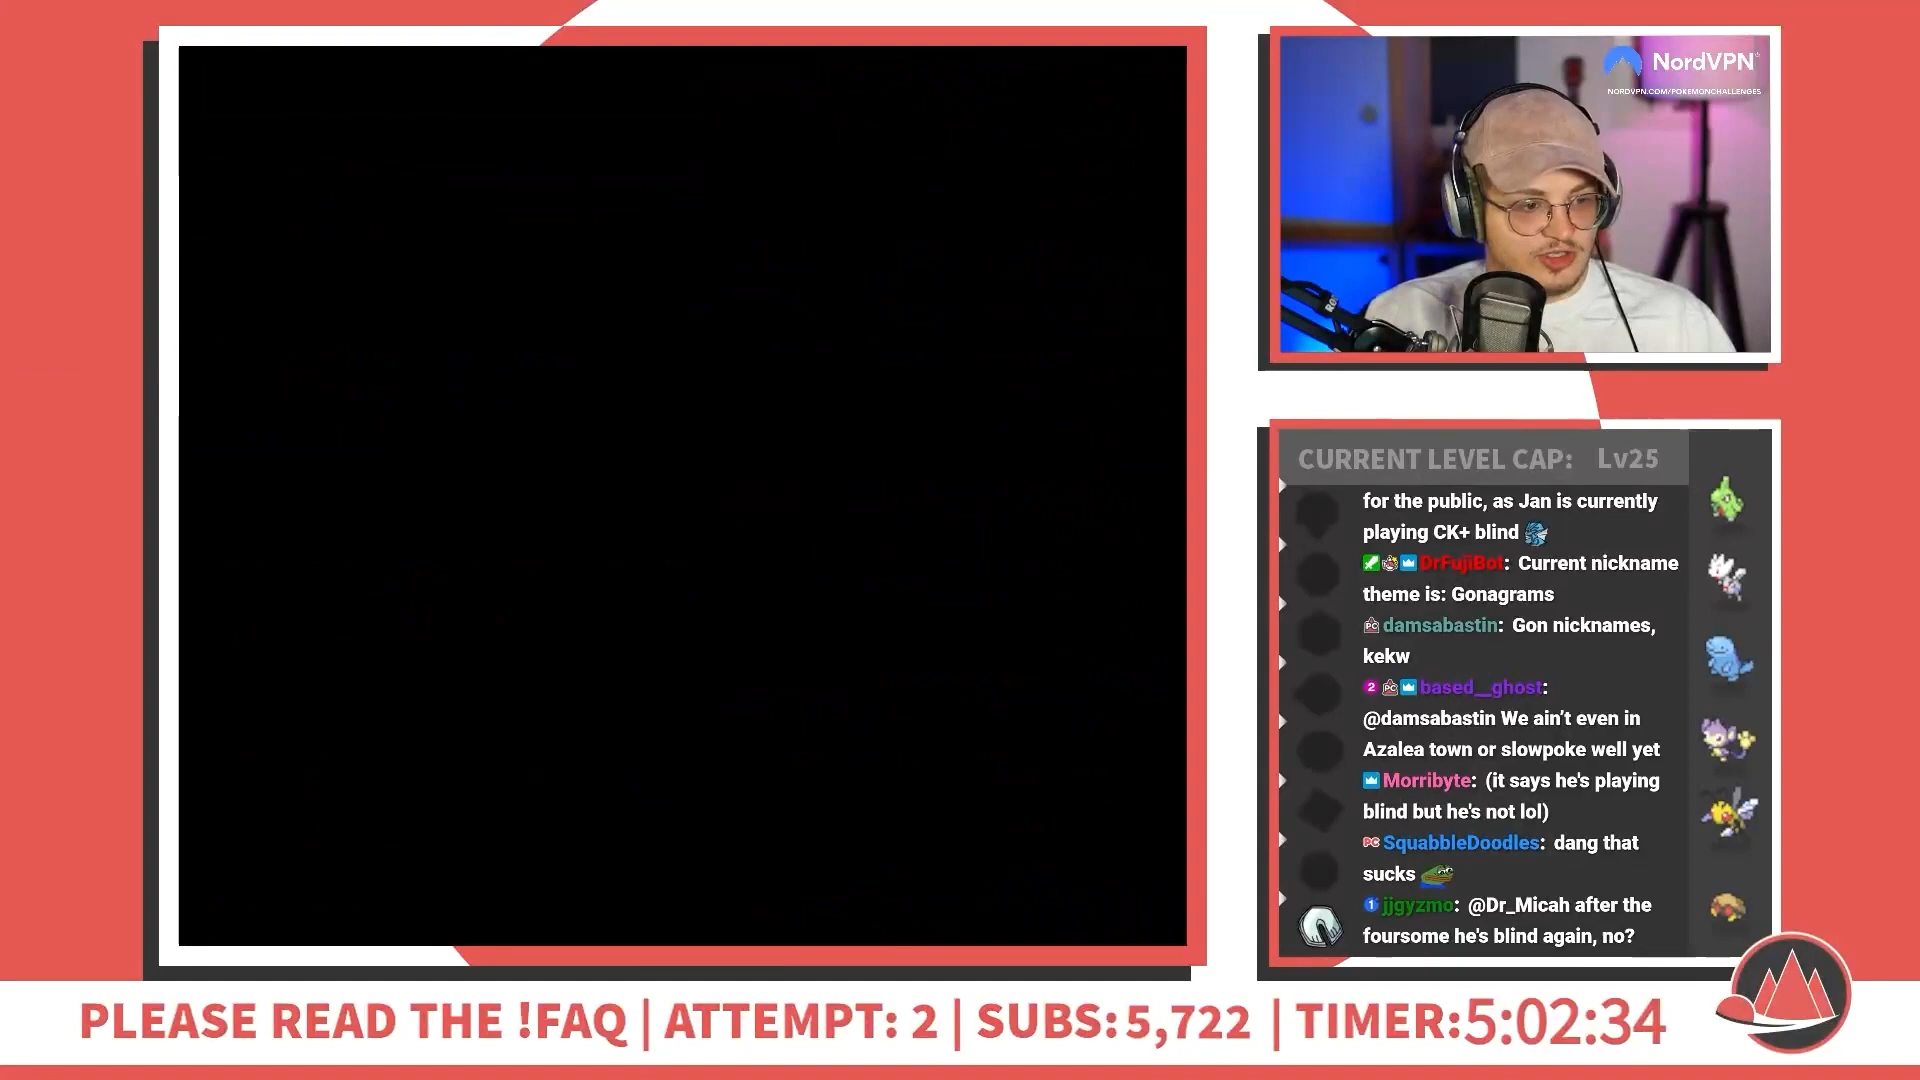 NordVPN
NORDVPN.COM/POKEMONCHALLENGES
CURRENT LEVEL CAP: Lv25
for the public, as Jan is currently
playing CK+ blind
DrFujiBot: Current nickname
theme is: Gonagrams
PC damsabastin: Gon nicknames,
kekw
2 PC based__ghost:
@damsabastin We ain't even in
Azalea town or slowpoke well yet
Morribyte: (it says he's playing
blind but he's not lol)
PC SquabbleDoodles: dang that
sucks
1 jjgyzmo: @Dr_Micah after the
foursome he's blind again, no?
PLEASE READ THE !FAQ | ATTEMPT: 2 | SUBS: 5,722 | TIMER: 5:02:34